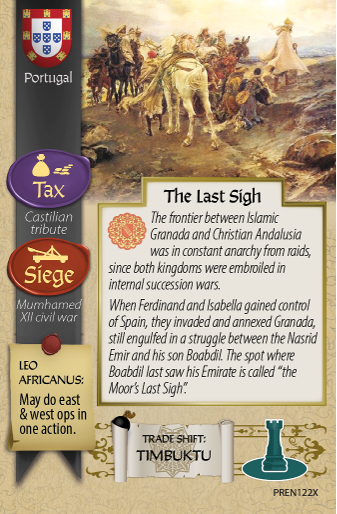 Portugal
Tax
Castilian
tribute
Siege
Mumhamed
XII civil war
LEO
AFRICANUS:
May do east
& west ops in
one action.
The Last Sigh
The frontier between Islamic
Granada and Christian Andalusia
was in constant anarchy from raids,
since both kingdoms were embroiled in
internal succession wars.
When Ferdinand and Isabella gained control
of Spain, they invaded and annexed Granada,
still engulfed in a struggle between the Nasrid
Emir and his son Boabdil. The spot where
Boabdil last saw his Emirate is called “the
Moor's Last Sigh”.
TRADE SHIFT:
TIMBUKTU
PREN122X